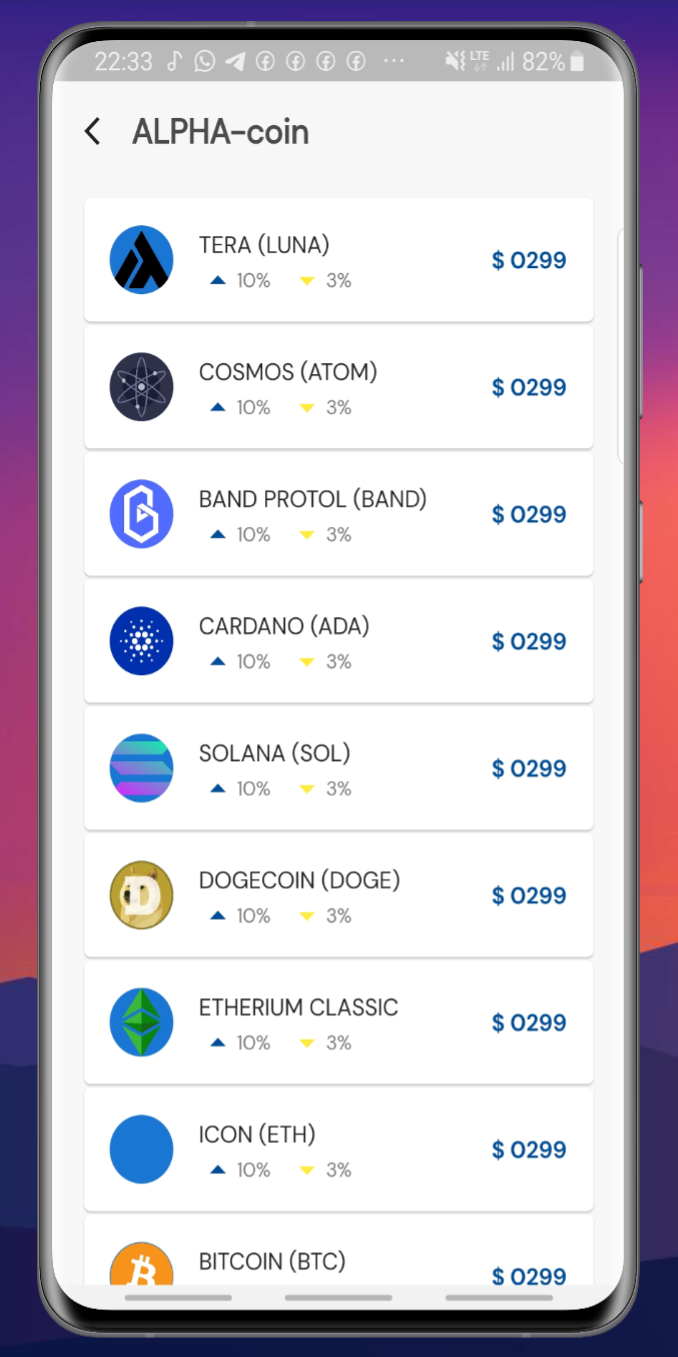 22:33 LTE 82%
ALPHA-coin
TERA (LUNA)
10% 3%
$ 0299
COSMOS (ATOM)
10% 3%
$ 0299
BAND PROTOL (BAND)
10% 3%
$ 0299
CARDANO (ADA)
10% 3%
$ 0299
SOLANA (SOL)
10% 3%
$ 0299
DOGECOIN (DOGE)
10% 3%
$ 0299
ETHERIUM CLASSIC
10% 3%
$ 0299
ICON (ETH)
10% 3%
$ 0299
BITCOIN (BTC)
$ 0299